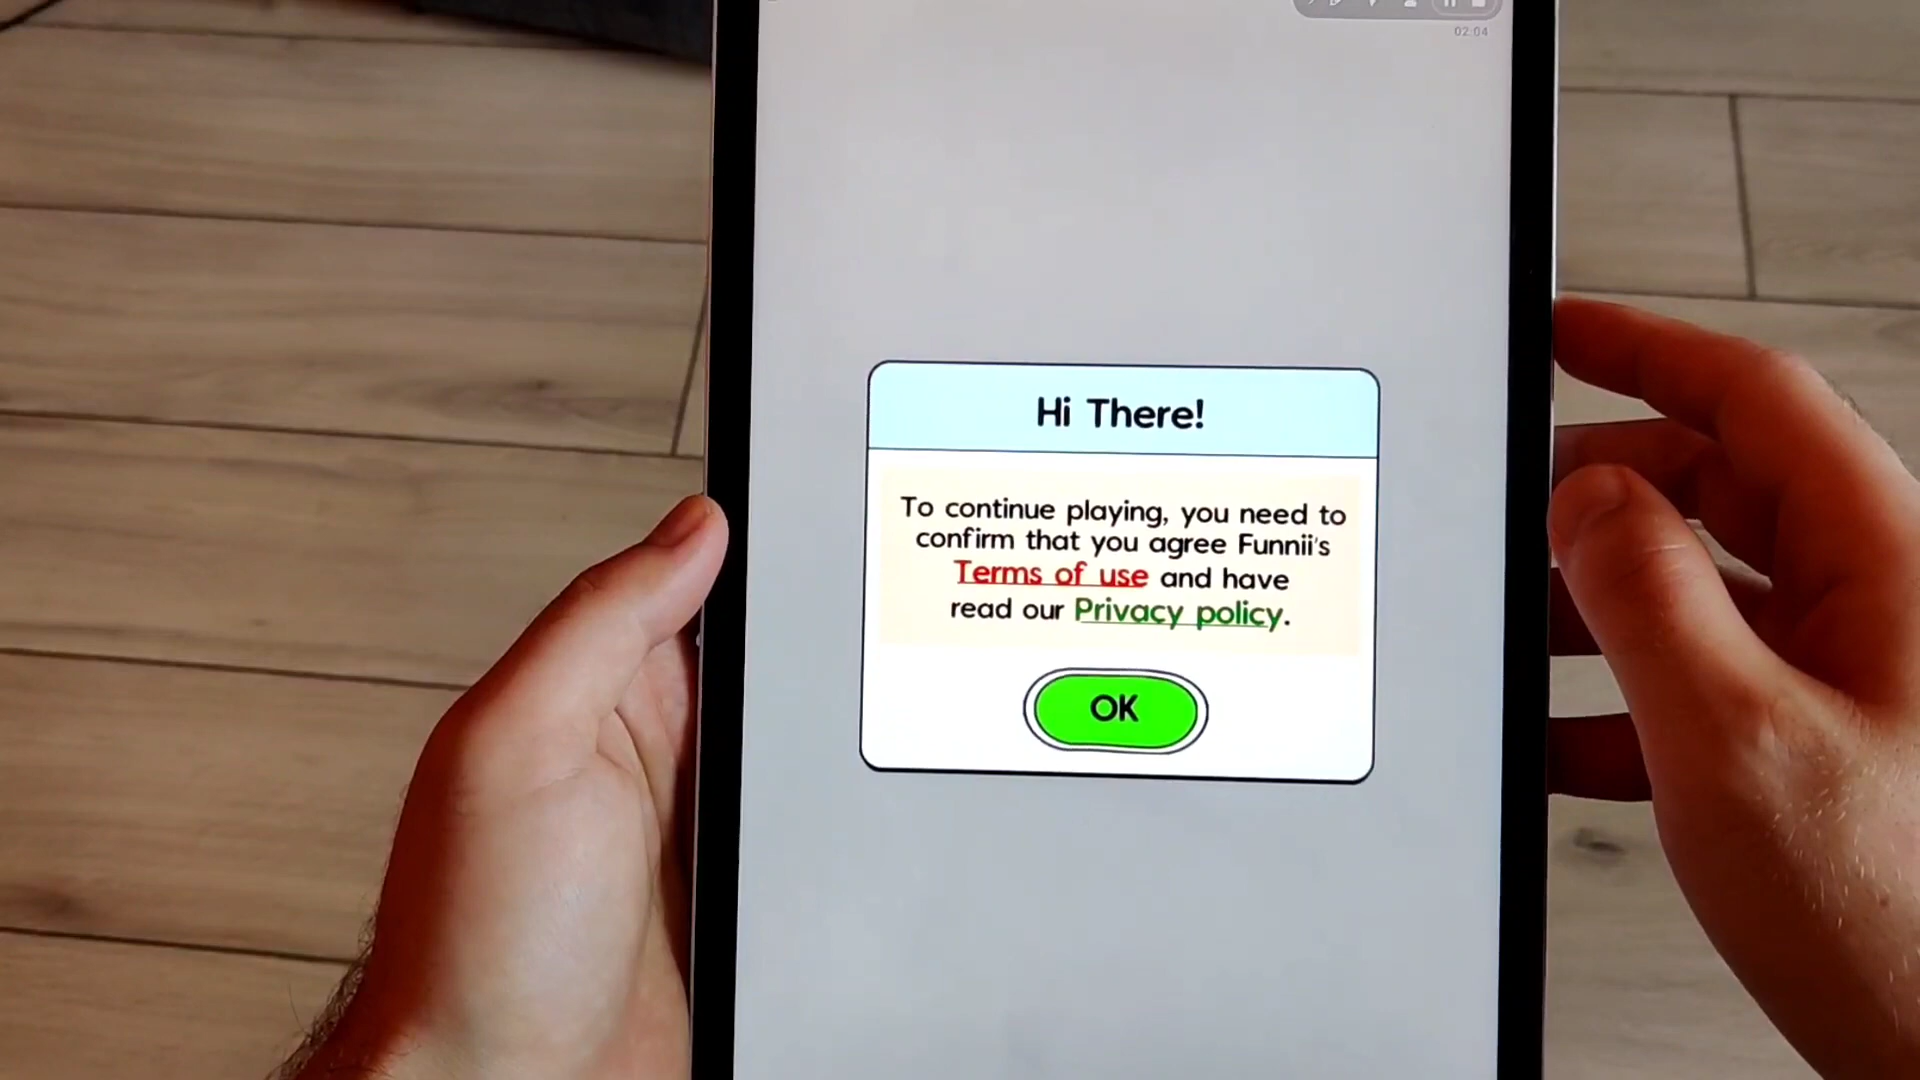 02:04
Hi There!
To continue playing, you need to
confirm that you agree Funnii's
Terms of use and have
read our Privacy policy.
OK